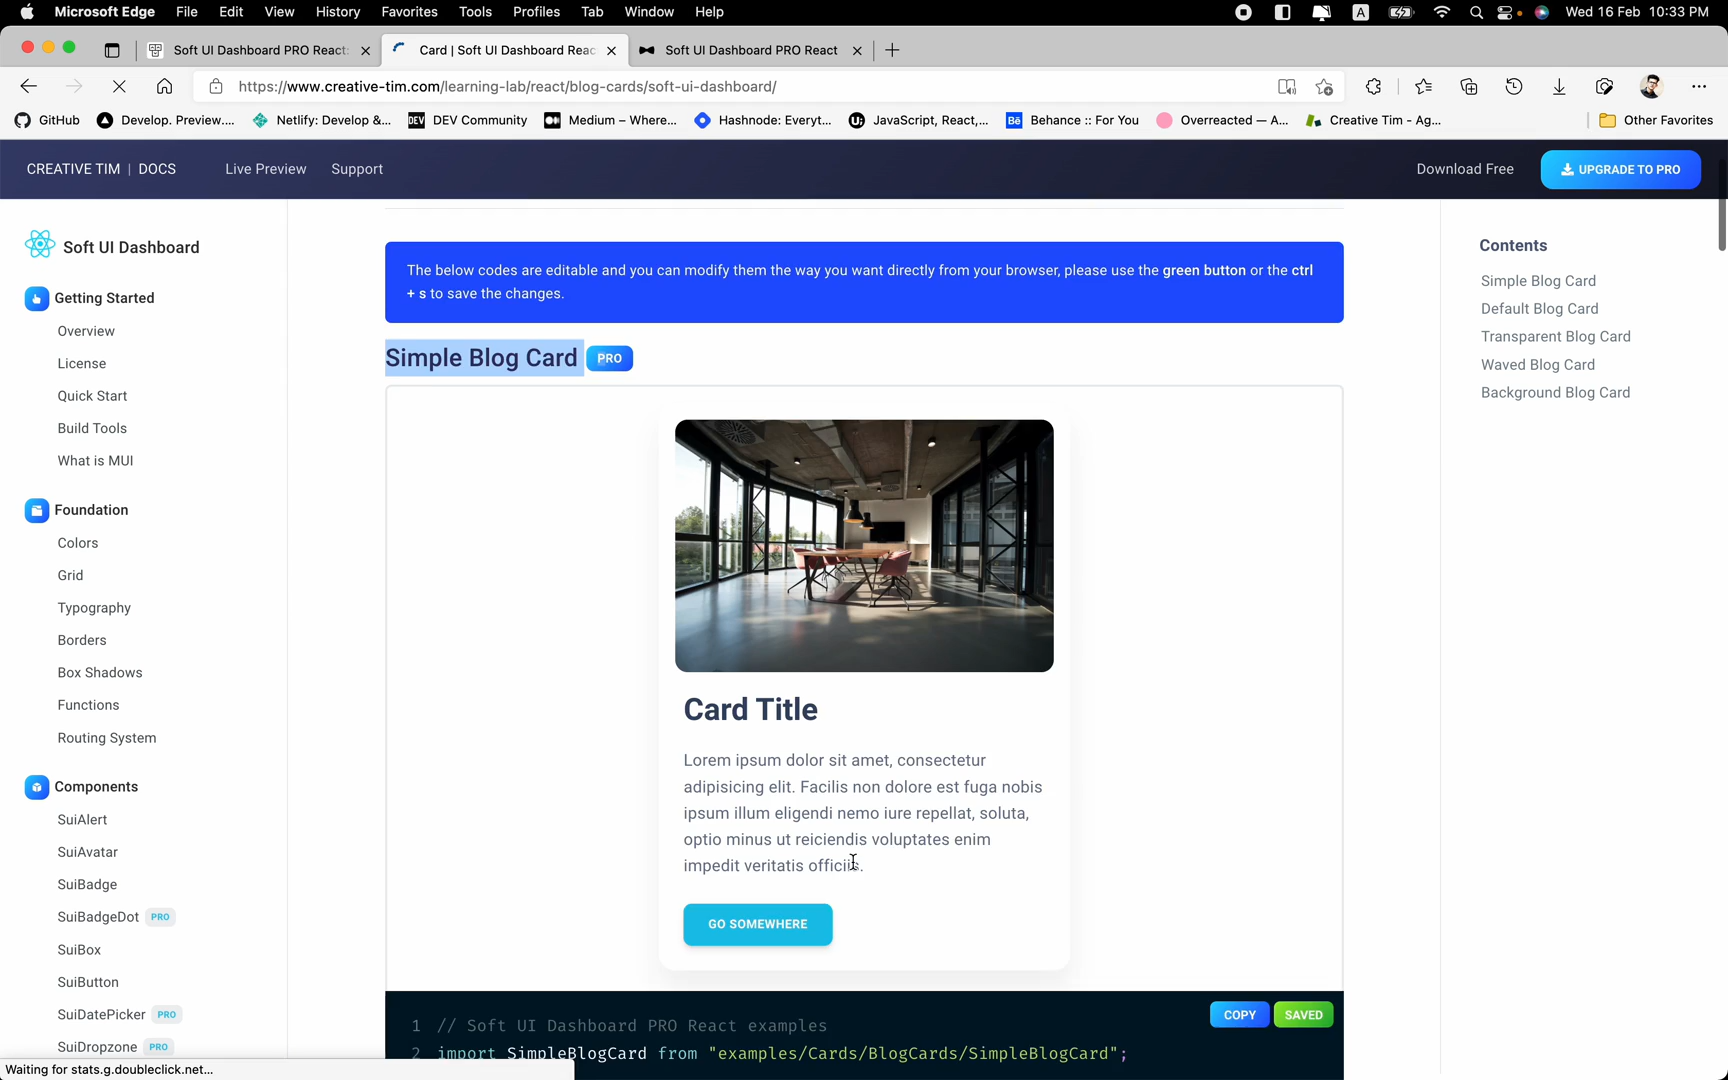 Microsoft Edge File Edit View History Favorites Tools Profiles Tab Window Help A Wed 16 Feb 10:33 PM
Soft UI Dashboard PRO React Card | Soft UI Dashboard Reac Soft UI Dashboard PRO React
https://www.creative-tim.com/learning-lab/react/blog-cards/soft-ui-dashboard/
GitHub Develop. Preview.... Netlify: Develop &... DEV DEV Community Medium – Where... Hashnode: Everyt... U; JavaScript, React,... Bē Behance :: For You Overreacted — A... Creative Tim - Ag... Other Favorites
CREATIVE TIM | DOCS Live Preview Support Download Free UPGRADE TO PRO
Soft UI Dashboard
Getting Started
Overview
License
Quick Start
Build Tools
What is MUI
Foundation
Colors
Grid
Typography
Borders
Box Shadows
Functions
Routing System
Components
SuiAlert
SuiAvatar
SuiBadge
SuiBadgeDot PRO
SuiBox
SuiButton
SuiDatePicker PRO
SuiDropzone PRO
The below codes are editable and you can modify them the way you want directly from your browser, please use the green button or the ctrl
+ s to save the changes.
Simple Blog Card PRO
Card Title
Lorem ipsum dolor sit amet, consectetur
adipisicing elit. Facilis non dolore est fuga nobis
ipsum illum eligendi nemo iure repellat, soluta,
optio minus ut reiciendis voluptates enim
impedit veritatis officiis.
GO SOMEWHERE
COPY SAVED
1 // Soft UI Dashboard PRO React examples
2 import SimpleBlogCard from "examples/Cards/BlogCards/SimpleBlogCard";
Contents
Simple Blog Card
Default Blog Card
Transparent Blog Card
Waved Blog Card
Background Blog Card
Waiting for stats.g.doubleclick.net...